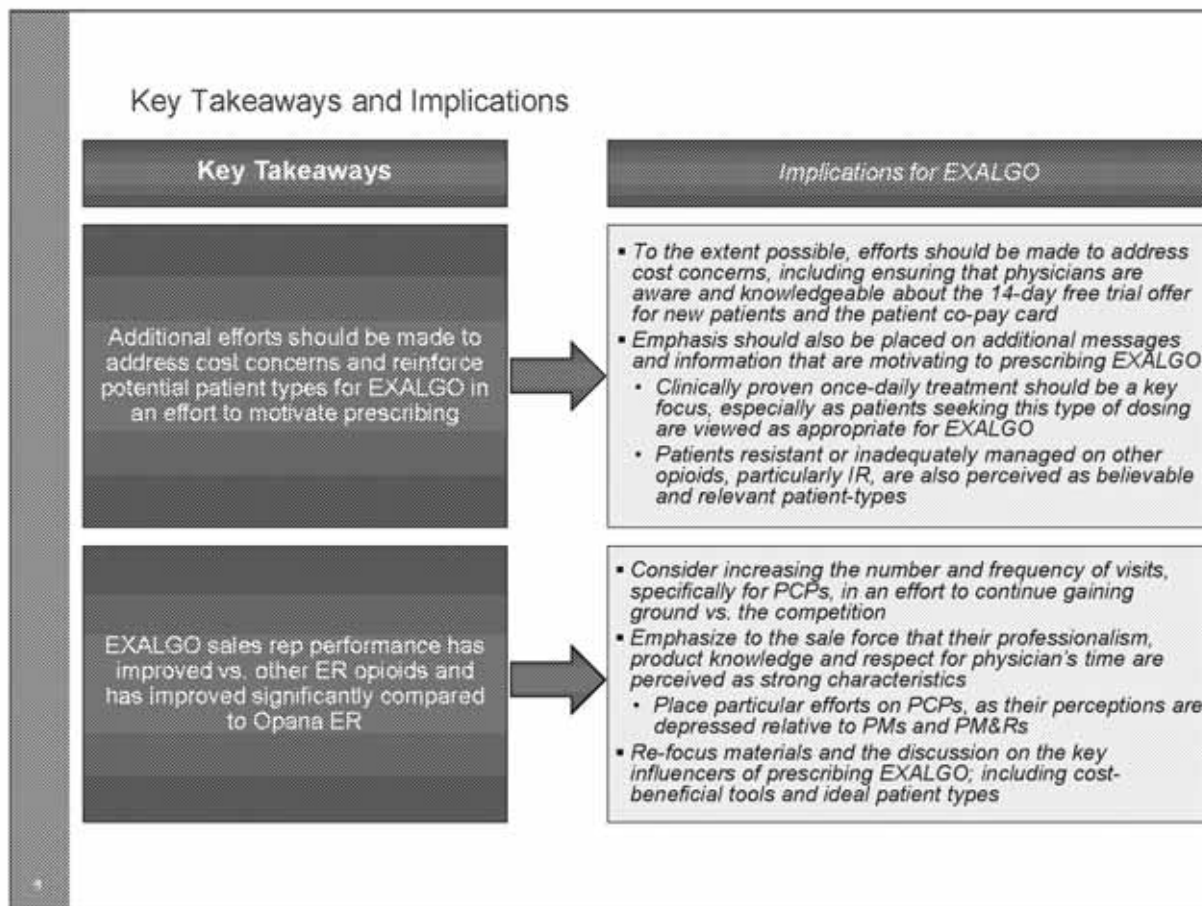 Key Takeaways and Implications
Key Takeaways
Implications for EXALGO
Additional efforts should be made to
address cost concerns and reinforce
potential patient types for EXALGO in
an effort to motivate prescribing
▪ To the extent possible, efforts should be made to address
cost concerns, including ensuring that physicians are
aware and knowledgeable about the 14-day free trial offer
for new patients and the patient co-pay card
▪ Emphasis should also be placed on additional messages
and information that are motivating to prescribing EXALGO
• Clinically proven once-daily treatment should be a key
focus, especially as patients seeking this type of dosing
are viewed as appropriate for EXALGO
• Patients resistant or inadequately managed on other
opioids, particularly IR, are also perceived as believable
and relevant patient-types
EXALGO sales rep performance has
improved vs. other ER opioids and
has improved significantly compared
to Opana ER
▪ Consider increasing the number and frequency of visits,
specifically for PCPs, in an effort to continue gaining
ground vs. the competition
▪ Emphasize to the sale force that their professionalism,
product knowledge and respect for physician's time are
perceived as strong characteristics
• Place particular efforts on PCPs, as their perceptions are
depressed relative to PMs and PM&Rs
▪ Re-focus materials and the discussion on the key
influencers of prescribing EXALGO; including cost-
beneficial tools and ideal patient types